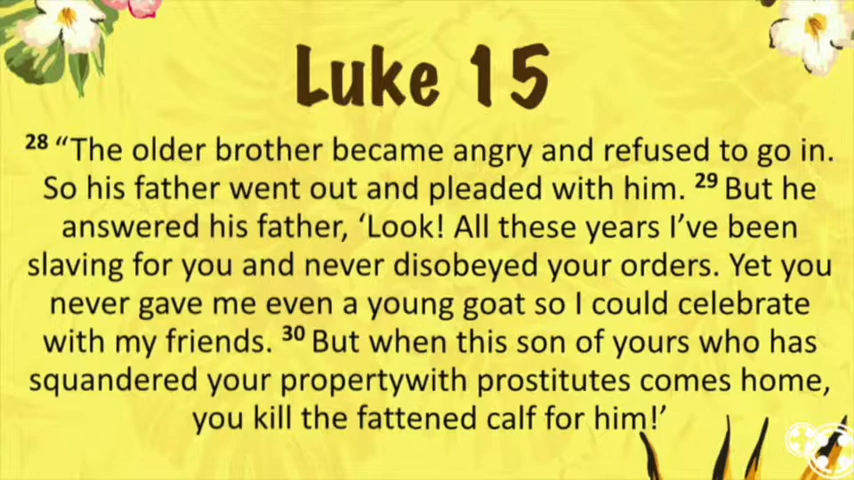 Luke 15
28 “The older brother became angry and refused to go in.
So his father went out and pleaded with him. 29 But he
answered his father, ‘Look! All these years I’ve been
slaving for you and never disobeyed your orders. Yet you
never gave me even a young goat so I could celebrate
with my friends. 30 But when this son of yours who has
squandered your propertywith prostitutes comes home,
you kill the fattened calf for him!’